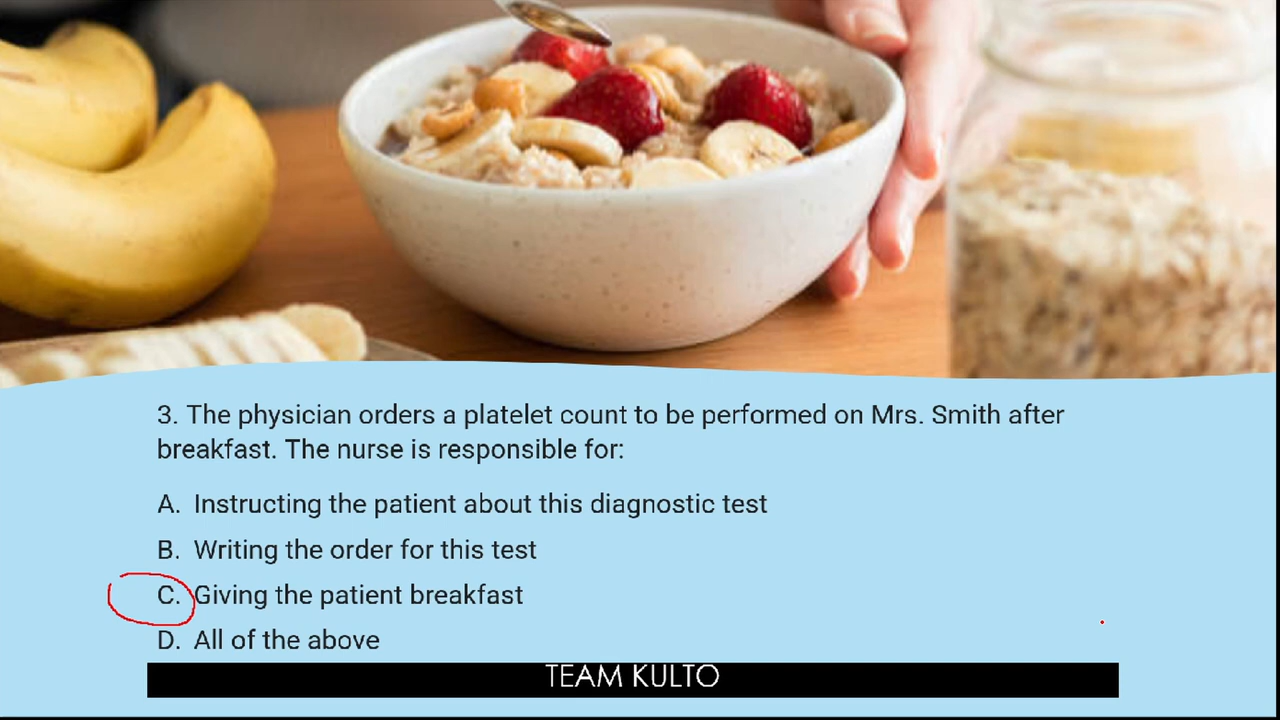 3. The physician orders a platelet count to be performed on Mrs. Smith after
breakfast. The nurse is responsible for:
A. Instructing the patient about this diagnostic test
B. Writing the order for this test
C. Giving the patient breakfast
D. All of the above
TEAM KULTO